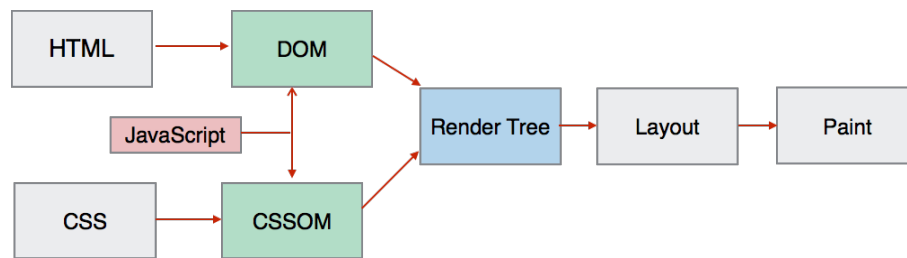 HTML
DOM
JavaScript
Render Tree
Layout
Paint
CSS
CSSOM